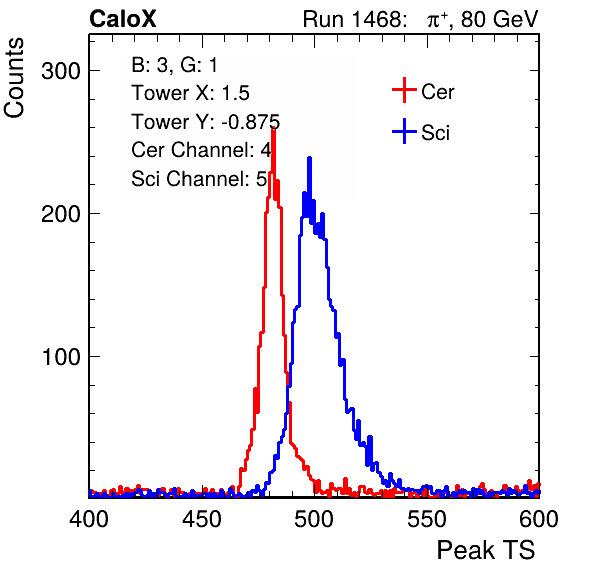 CaloX Run 1468: π⁺, 80 GeV
Counts
300
200
100
B: 3, G: 1
Tower X: 1.5
Tower Y: -0.875
Cer Channel: 4
Sci Channel: 5
Cer
Sci
400 450 500 550 600
Peak TS